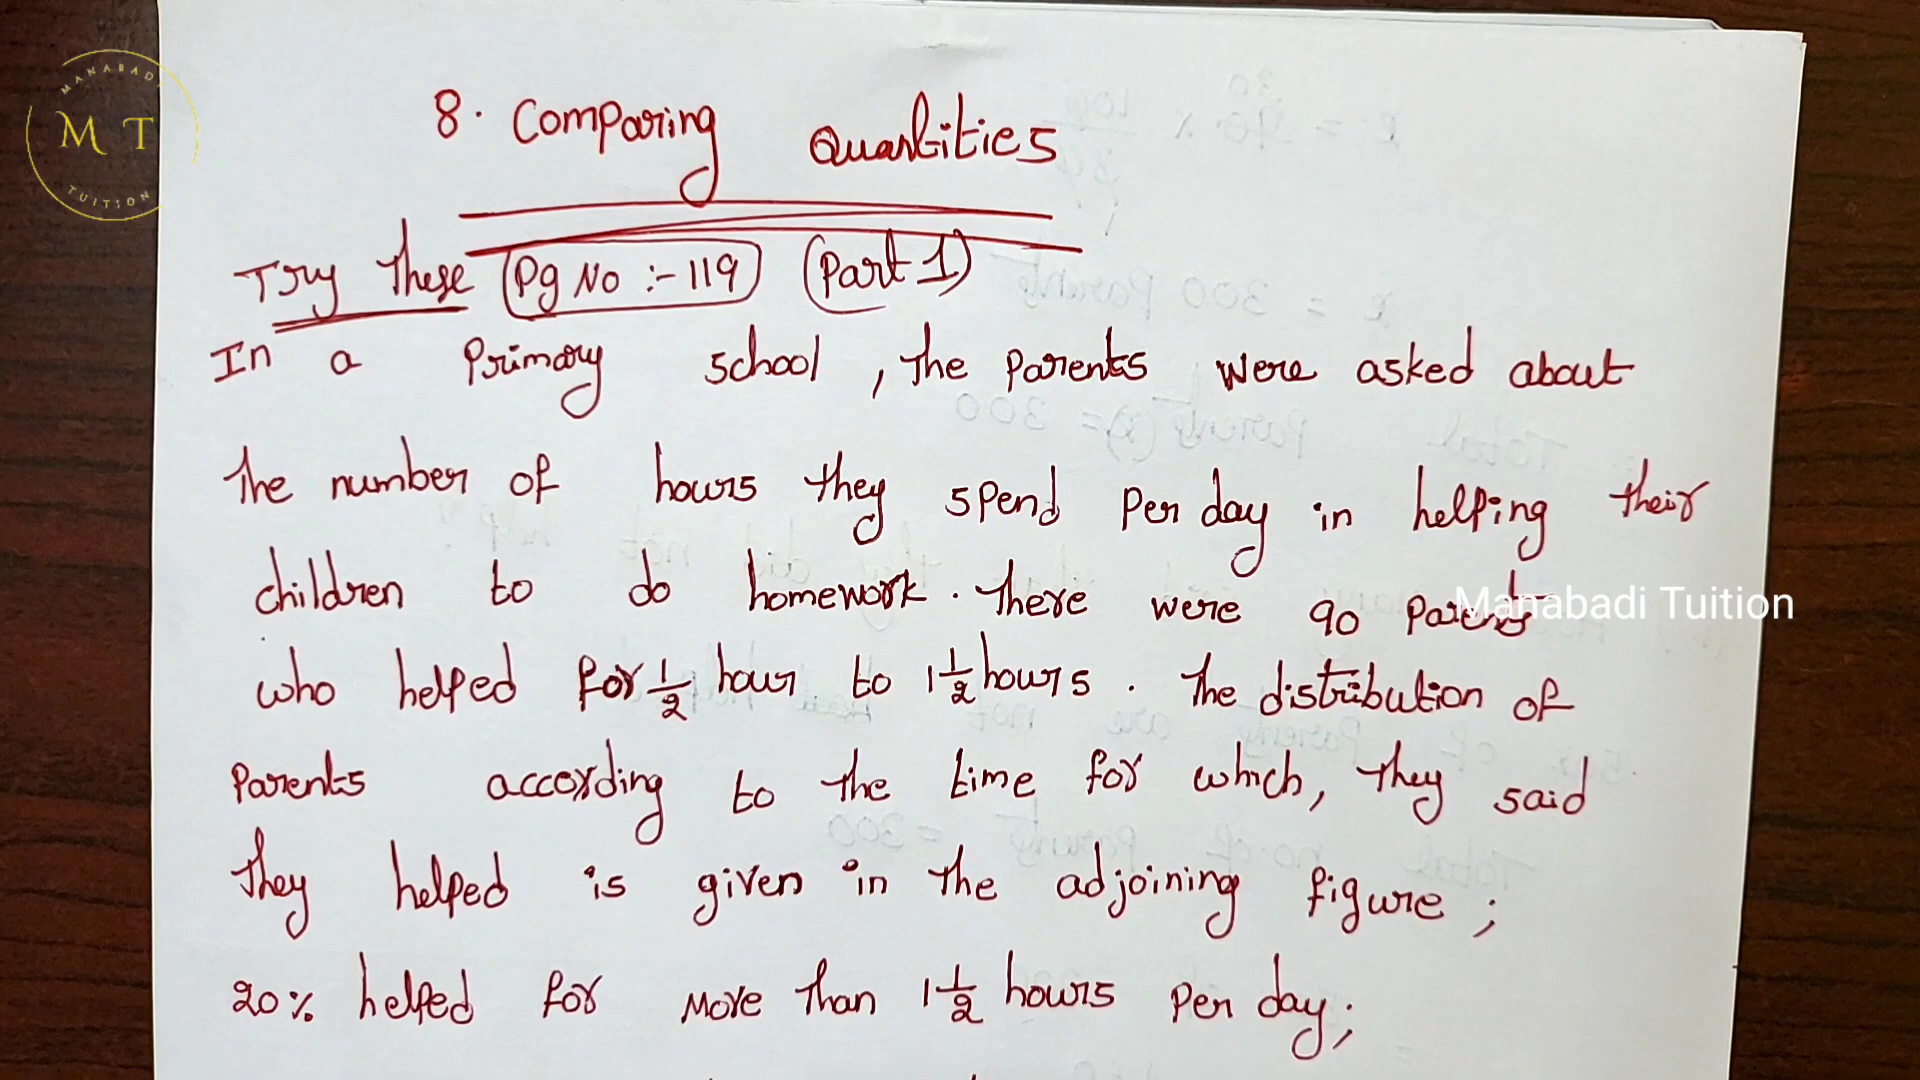 MANABADI
M T
TUITION
8. Comparing Quantities
Try these (Pg No :- 119) (Part 1)
In a primary school , the parents were asked about
the number of hours they spend per day in helping their
children to do homework. There were 90 parents
Manabadi Tuition
who helped for 1/2 hour to 1 1/2 hours. The distribution of
parents according to the time for which, they said
they helped is given in the adjoining figure ;
20% helped for more than 1 1/2 hours per day;